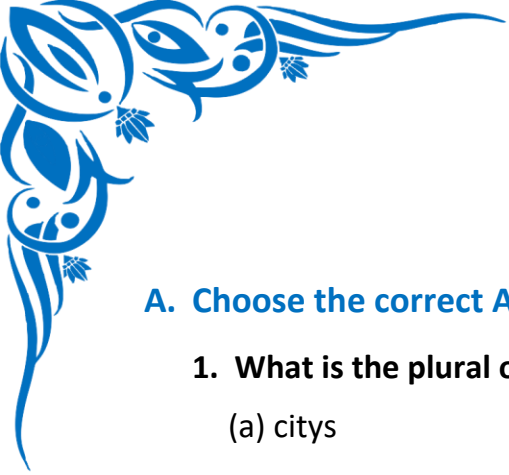 A. Choose the correct A
1. What is the plural
(a) citys